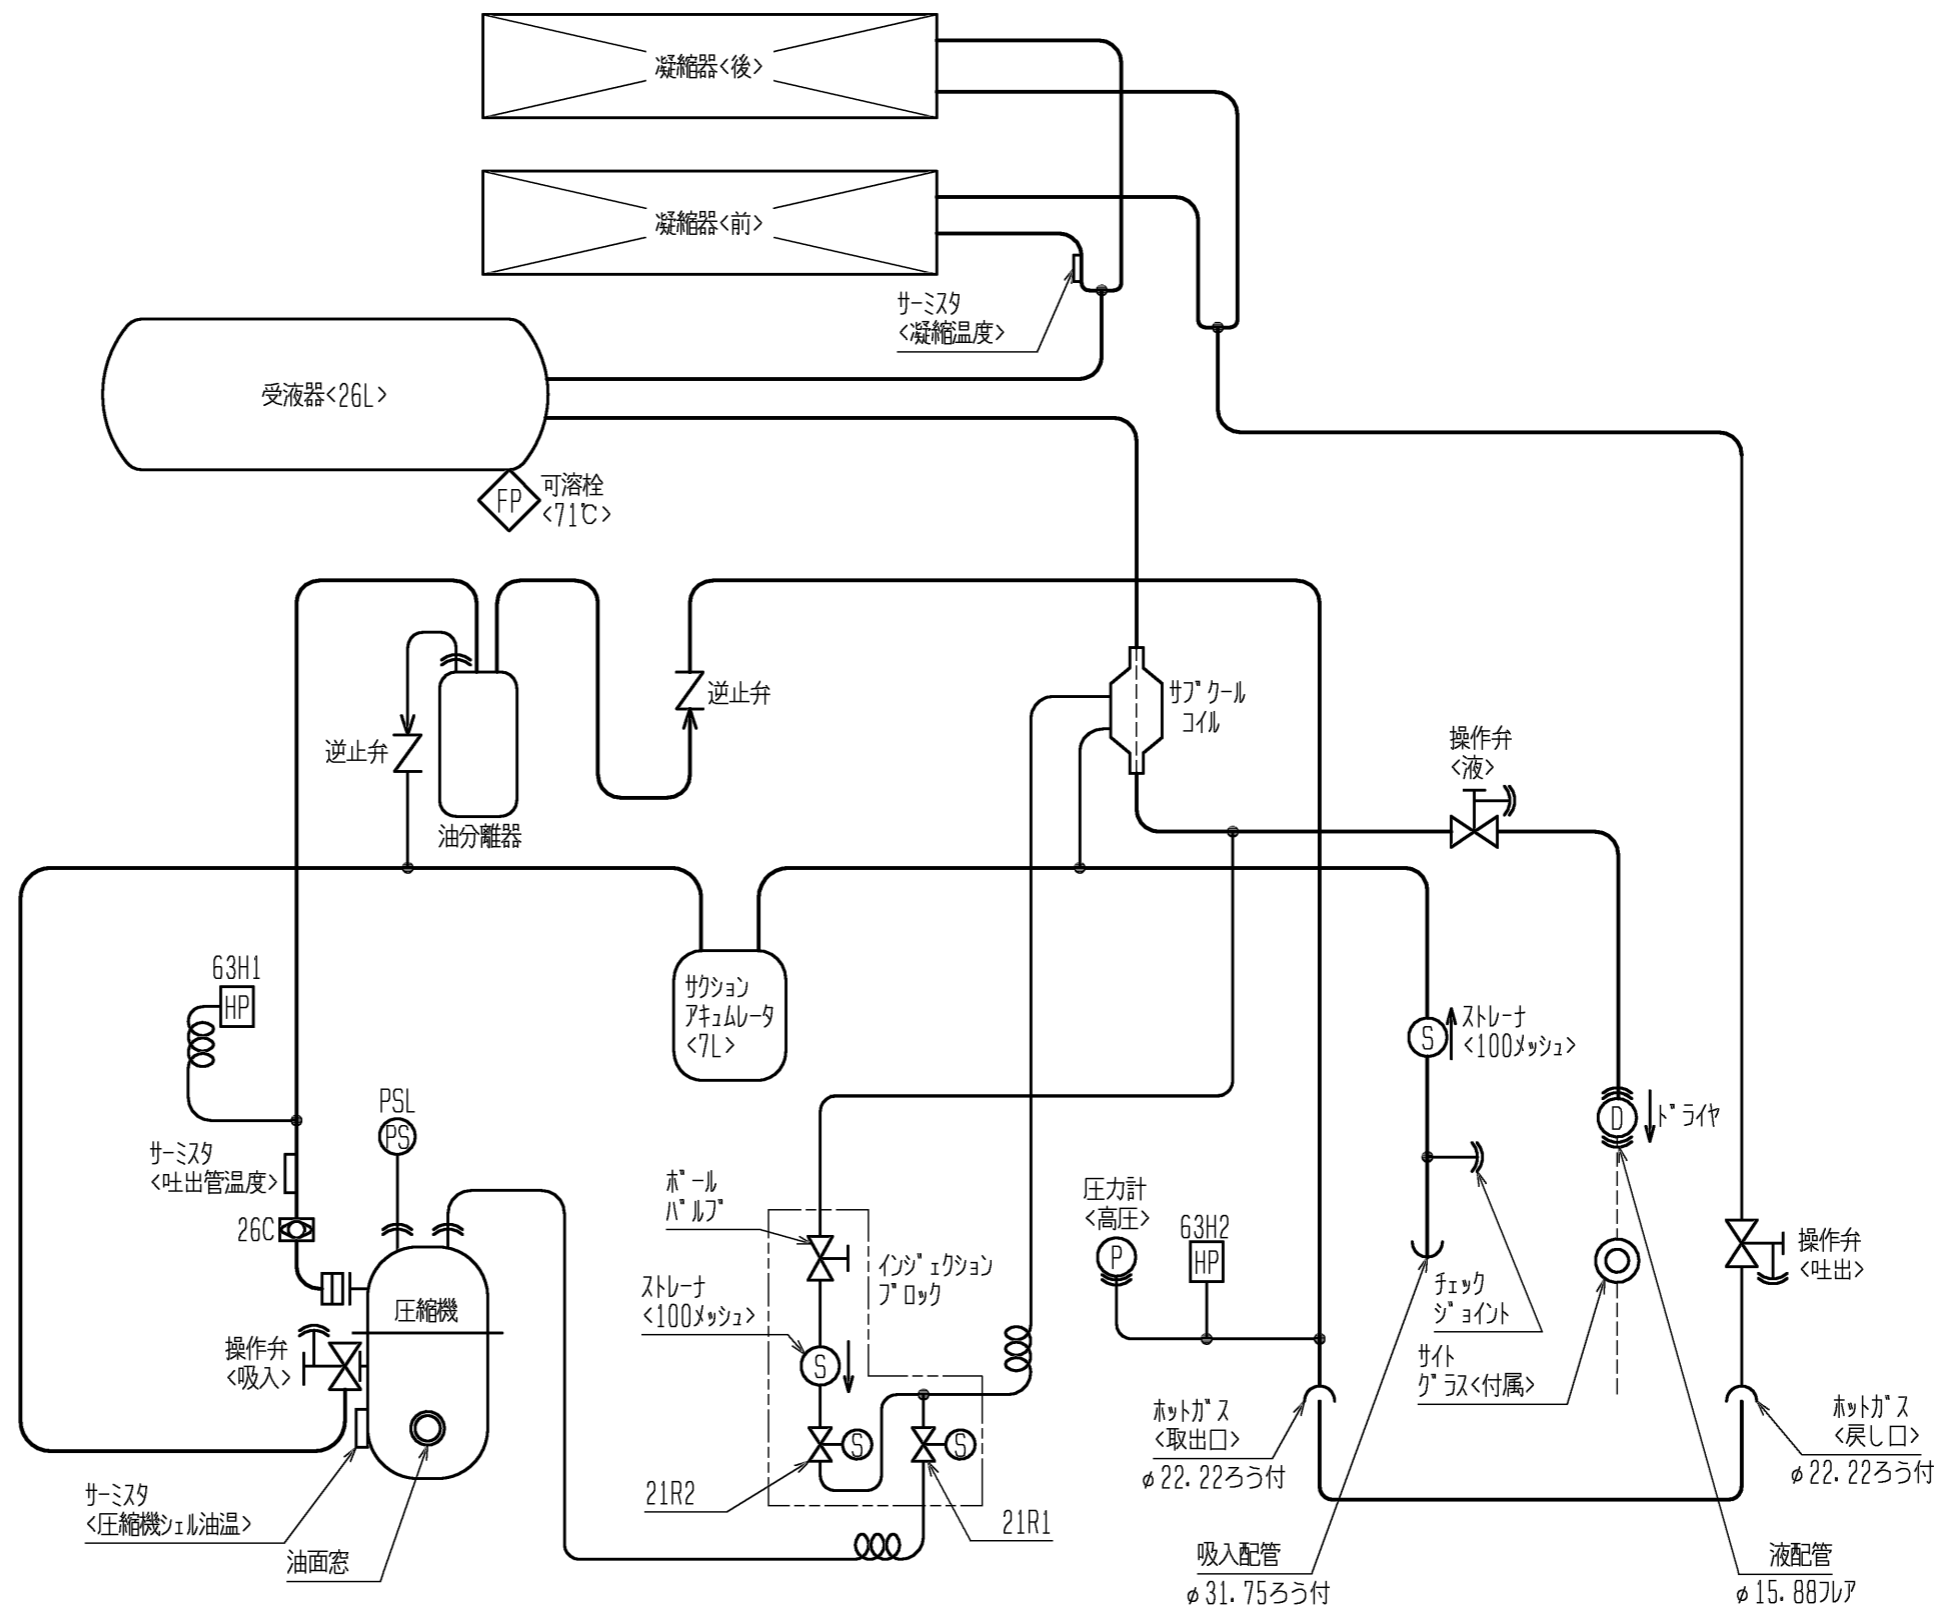 凝縮器<後>
凝縮器<前>
サーミスタ
<凝縮温度>
受液器<26L>
FP
可溶栓
<71℃>
逆止弁
サブクール
コイル
逆止弁
操作弁
<液>
油分離器
63H1
HP
サクション
アキュムレータ
<7L>
S
ストレーナ
<100メッシュ>
PSL
PS
D
ドライヤ
サーミスタ
<吐出管温度>
ボール
バルブ
圧力計
<高圧>
P
63H2
HP
26C
操作弁
<吐出>
インジェクション
ブロック
ストレーナ
<100メッシュ>
チェック
ジョイント
圧縮機
操作弁
<吸入>
S
サイト
グラス<付属>
ホットガス
<取出口>
φ22.22ろう付
ホットガス
<戻し口>
φ22.22ろう付
S
S
21R2
21R1
サーミスタ
<圧縮機シェル油温>
油面窓
吸入配管
φ31.75ろう付
液配管
φ15.88フレア